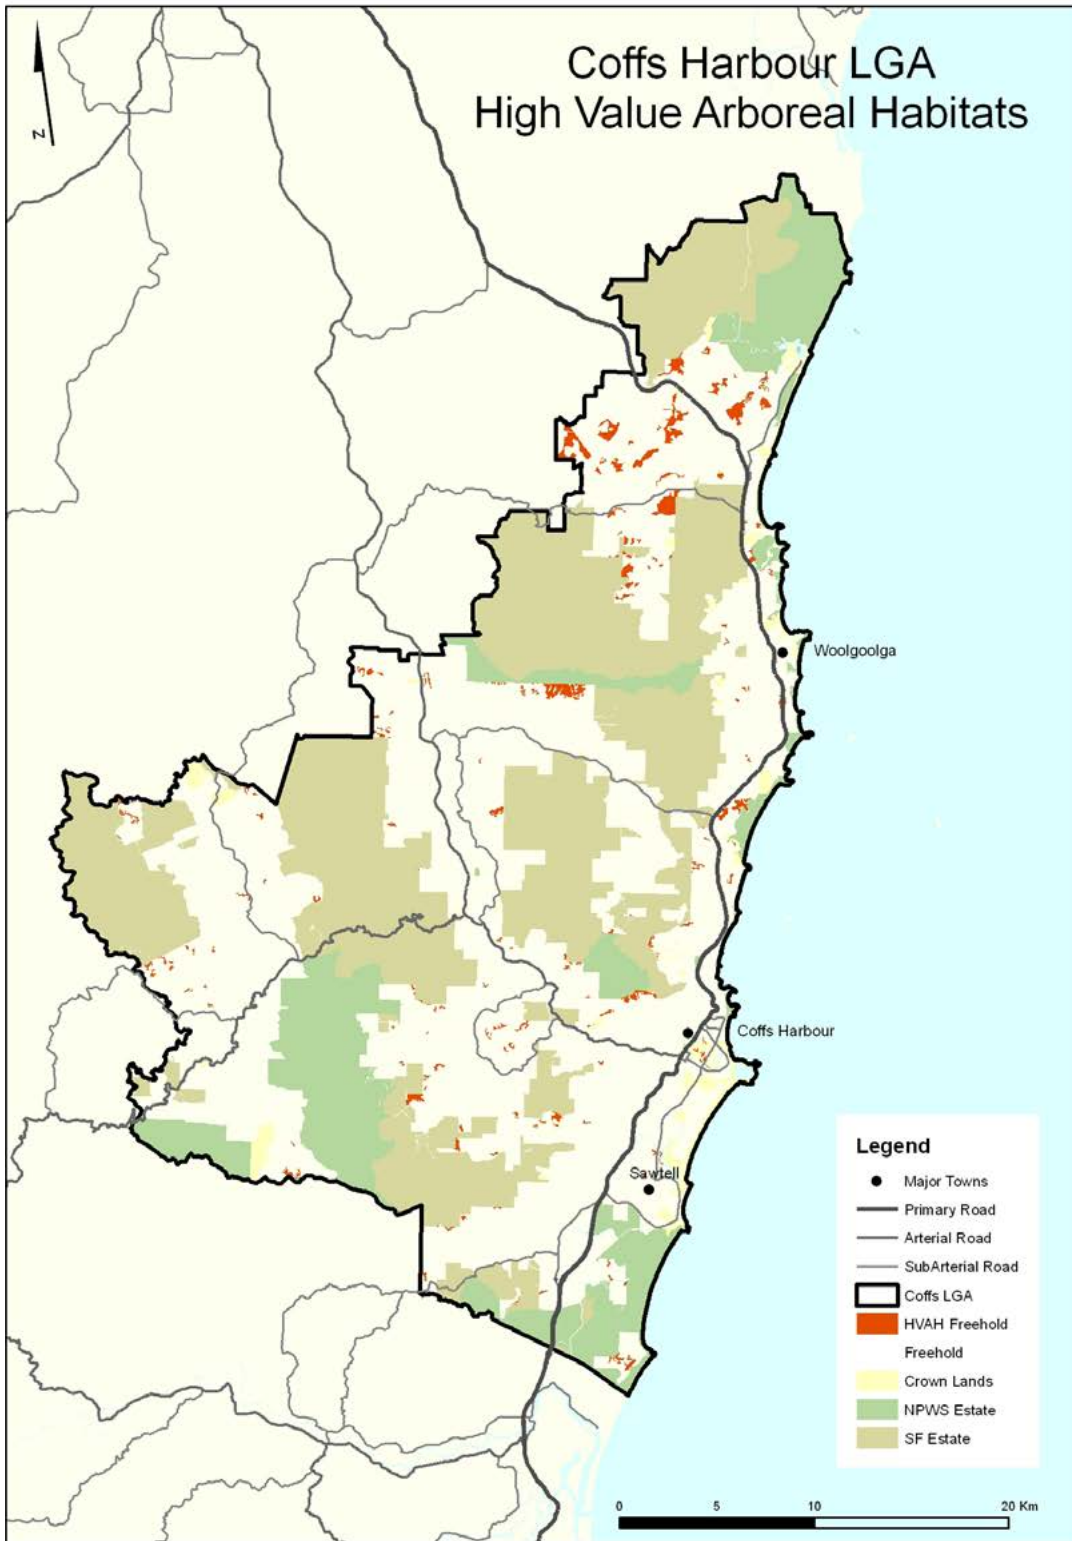 Coffs Harbour LGA
High Value Arboreal Habitats
N
Woolgoolga
Coffs Harbour
Sawtell
Legend
Major Towns
Primary Road
Arterial Road
SubArterial Road
Coffs LGA
HVAH Freehold
Freehold
Crown Lands
NPWS Estate
SF Estate
0 5 10 20 Km